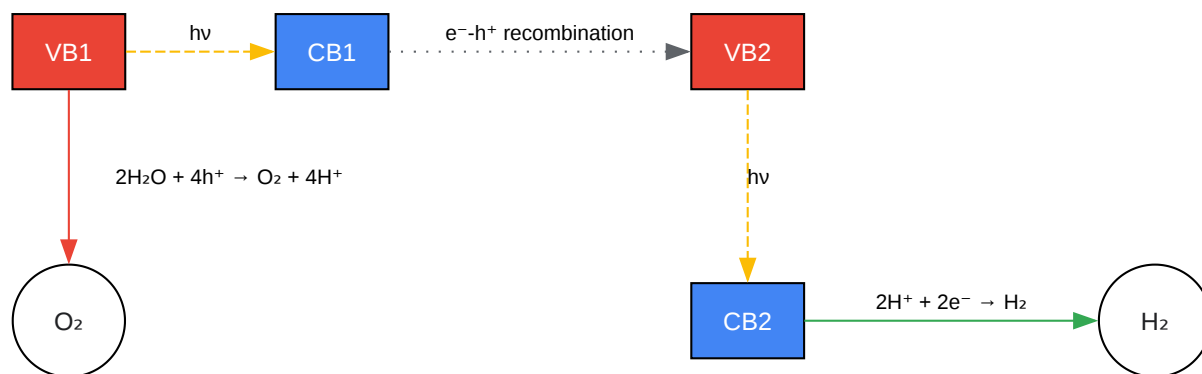 VB1
hν
CB1
e⁻-h⁺ recombination
VB2
2H₂O + 4h⁺ → O₂ + 4H⁺
hν
O₂
CB2
2H⁺ + 2e⁻ → H₂
H₂